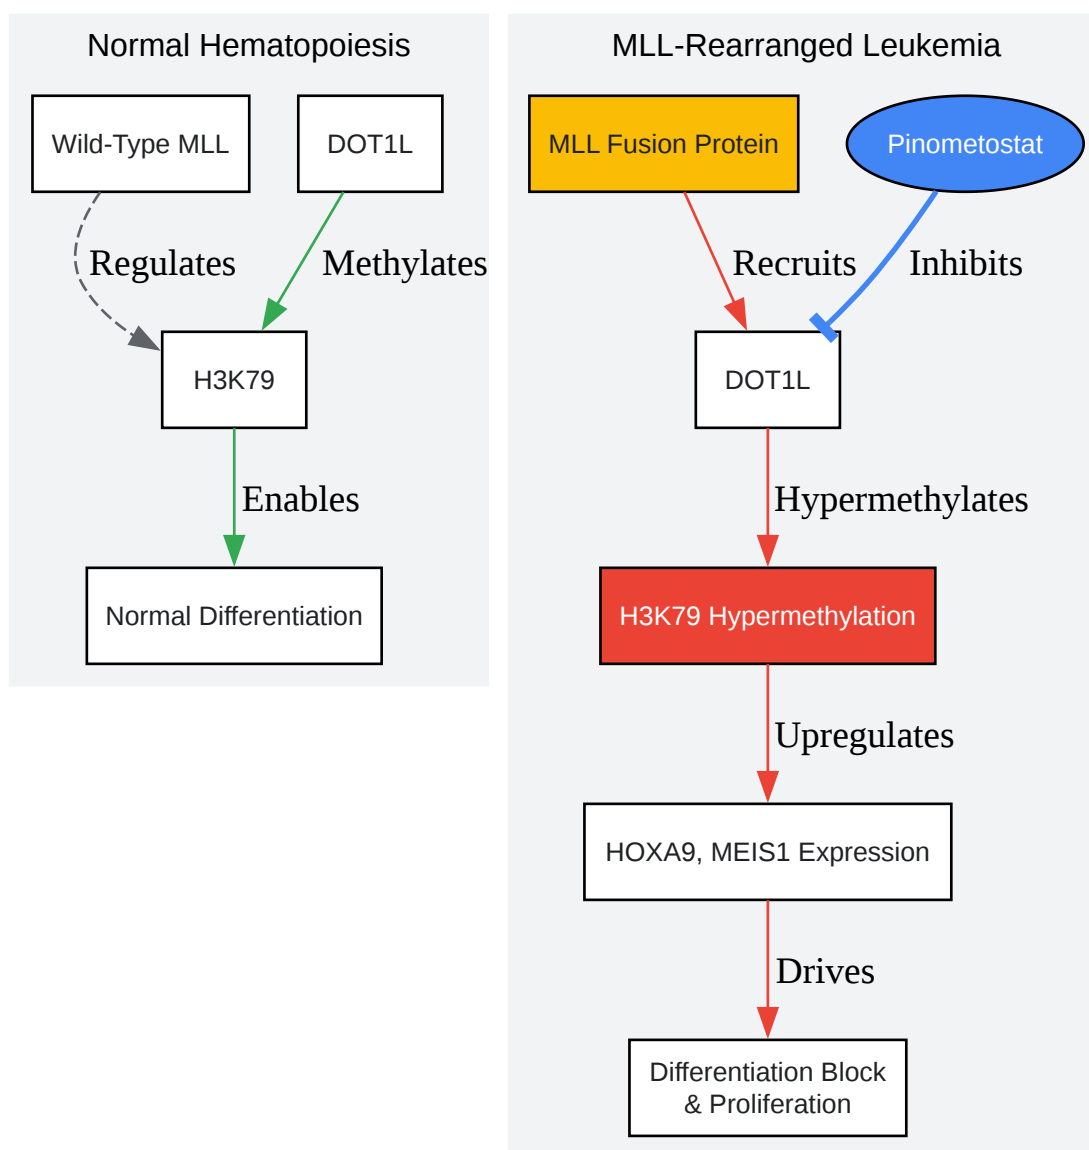 Normal Hematopoiesis
Wild-Type MLL
DOT1L
Regulates
Methylates
H3K79
Enables
Normal Differentiation
MLL-Rearranged Leukemia
MLL Fusion Protein
Pinometostat
Recruits
Inhibits
DOT1L
Hypermethylates
H3K79 Hypermethylation
Upregulates
HOXA9, MEIS1 Expression
Drives
Differentiation Block
& Proliferation